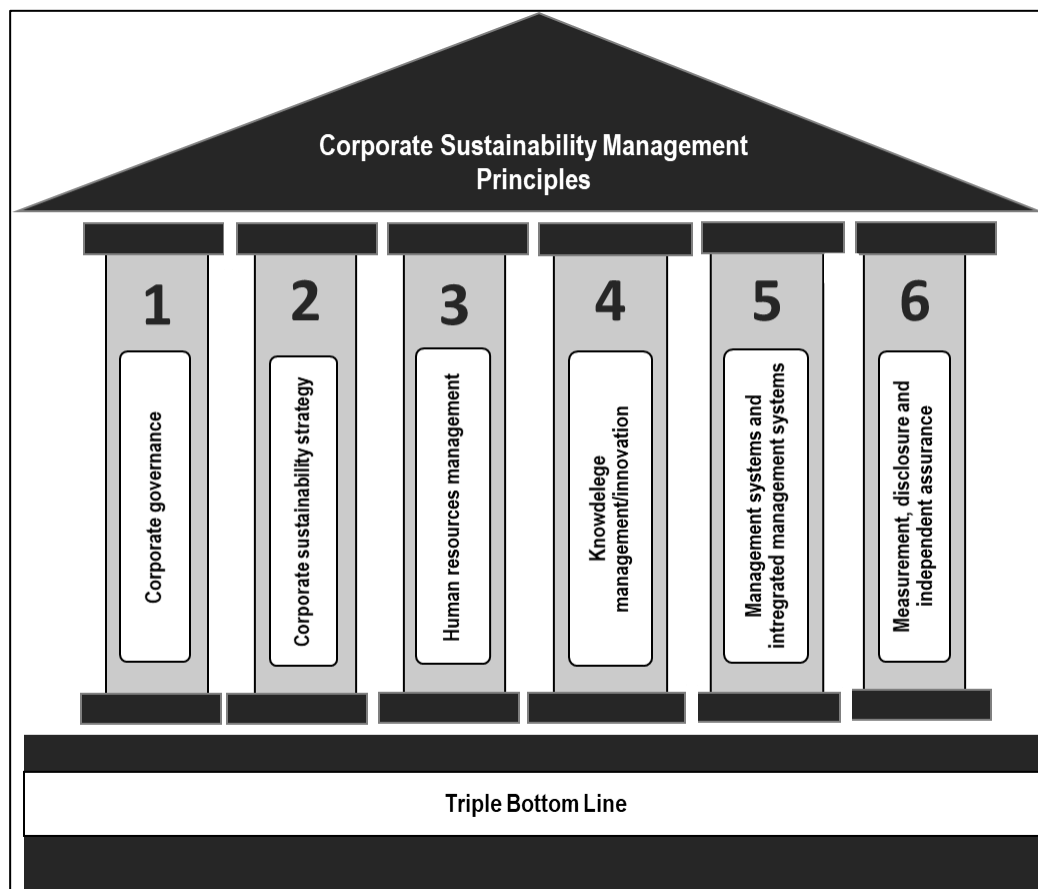 Corporate Sustainability Management
Principles
1
Corporate governance
2
Corporate sustainability strategy
3
Human resources management
4
Knowdelege
management/innovation
5
Management systems and
intregrated management systems
6
Measurement, disclosure and
independent assurance
Triple Bottom Line